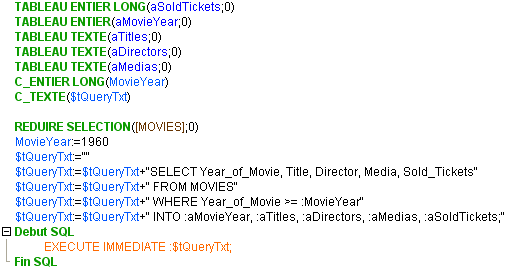 TABLEAU ENTIER LONG(aSoldTickets;0)
TABLEAU ENTIER(aMovieYear;0)
TABLEAU TEXTE(aTitles;0)
TABLEAU TEXTE(aDirectors;0)
TABLEAU TEXTE(aMedias;0)
C_ENTIER LONG(MovieYear)
C_TEXTE($tQueryTxt)
REDUIRE SELECTION([MOVIES];0)
MovieYear:=1960
$tQueryTxt:=""
$tQueryTxt:=$tQueryTxt+"SELECT Year_of_Movie, Title, Director, Media, Sold_Tickets"
$tQueryTxt:=$tQueryTxt+" FROM MOVIES"
$tQueryTxt:=$tQueryTxt+" WHERE Year_of_Movie >= :MovieYear"
$tQueryTxt:=$tQueryTxt+" INTO :aMovieYear, :aTitles, :aDirectors, :aMedias, :aSoldTickets;"
Debut SQL
EXECUTE IMMEDIATE :$tQueryTxt;
Fin SQL